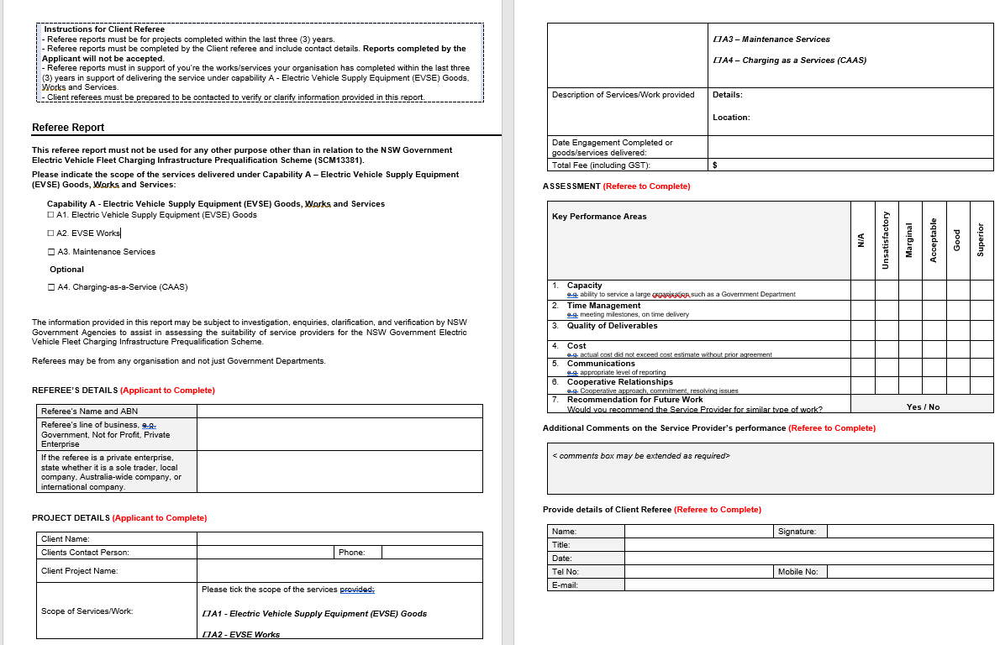 Instructions for Client Referee
- Referee reports must be for projects completed within the last three (3) years.
- Referee reports must be completed by the Client referee and include contact details. Reports completed by the
Applicant will not be accepted.
- Referee reports must in support of you're the works/services your organisation has completed within the last three
(3) years in support of delivering the service under capability A - Electric Vehicle Supply Equipment (EVSE) Goods,
Works and Services.
- Client referees must be prepared to be contacted to verify or clarify information provided in this report.
Referee Report
This referee report must not be used for any other purpose other than in relation to the NSW Government
Electric Vehicle Fleet Charging Infrastructure Prequalification Scheme (SCM13381).
Please indicate the scope of the services delivered under Capability A – Electric Vehicle Supply Equipment
(EVSE) Goods, Works and Services:
Capability A - Electric Vehicle Supply Equipment (EVSE) Goods, Works and Services
☐ A1. Electric Vehicle Supply Equipment (EVSE) Goods
☐ A2. EVSE Works
☐ A3. Maintenance Services
Optional
☐ A4. Charging-as-a-Service (CAAS)
The information provided in this report may be subject to investigation, enquiries, clarification, and verification by NSW
Government Agencies to assist in assessing the suitability of service providers for the NSW Government Electric
Vehicle Fleet Charging Infrastructure Prequalification Scheme.
Referees may be from any organisation and not just Government Departments.
REFEREE'S DETAILS (Applicant to Complete)
Referee's Name and ABN
Referee's line of business, e.g.
Government, Not for Profit, Private
Enterprise
If the referee is a private enterprise,
state whether it is a sole trader, local
company, Australia-wide company, or
international company.
PROJECT DETAILS (Applicant to Complete)
Client Name:
Clients Contact Person:
Phone:
Client Project Name:
Scope of Services/Work:
Please tick the scope of the services provided:
☐ A1 - Electric Vehicle Supply Equipment (EVSE) Goods
☐ A2 - EVSE Works
☐ A3 – Maintenance Services
☐ A4 – Charging as a Services (CAAS)
Description of Services/Work provided
Details:
Location:
Date Engagement Completed or
goods/services delivered:
Total Fee (including GST):
$
ASSESSMENT (Referee to Complete)
Key Performance Areas
N/A
Unsatisfactory
Marginal
Acceptable
Good
Superior
1. Capacity
e.g. ability to service a large organisation such as a Government Department
2. Time Management
e.g. meeting milestones, on time delivery
3. Quality of Deliverables
4. Cost
e.g. actual cost did not exceed cost estimate without prior agreement
5. Communications
e.g. appropriate level of reporting
6. Cooperative Relationships
e.g. Cooperative approach, commitment, resolving issues
7. Recommendation for Future Work
Would you recommend the Service Provider for similar type of work?
Yes / No
Additional Comments on the Service Provider's performance (Referee to Complete)
< comments box may be extended as required>
Provide details of Client Referee (Referee to Complete)
Name:
Signature:
Title:
Date:
Tel No:
Mobile No:
E-mail: